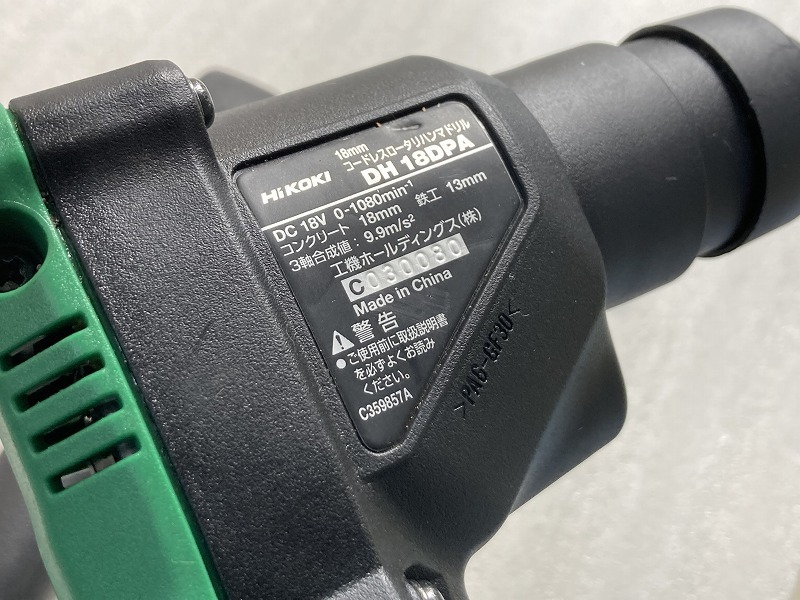 18mm
コードレスロータリハンマドリル
HiKOKI DH 18DPA
DC 18V 0-1080min⁻¹
コンクリート 18mm 鉄工 13mm
3軸合成値：9.9m/s²
工機ホールディングス(株)
C030080
Made in China
警告
●ご使用前に取扱説明書
を必ずよくお読み
ください。
C359857A
>PA6-GF30<